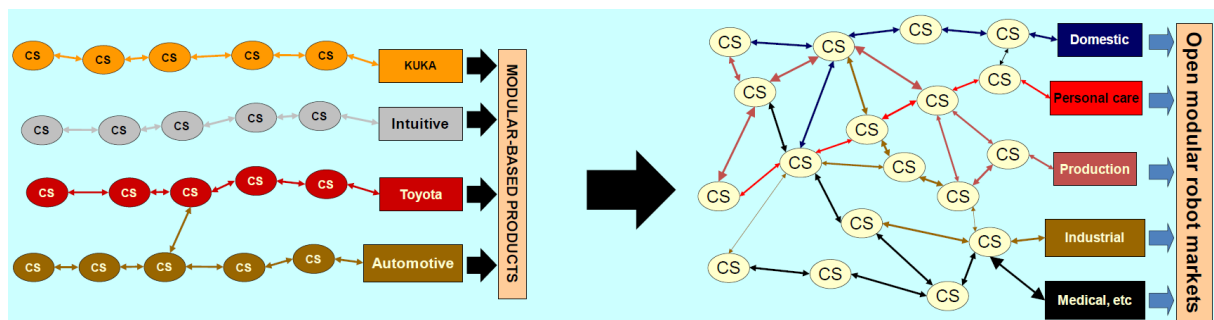 CS CS CS CS CS KUKA
CS CS CS CS CS Intuitive
CS CS CS CS CS Toyota
CS CS CS CS CS Automotive
MODULAR-BASED PRODUCTS
CS CS CS CS Domestic
CS
CS CS Personal care
CS
CS CS CS Production
CS CS
CS CS Industrial
CS CS
CS Medical, etc
Open modular robot markets